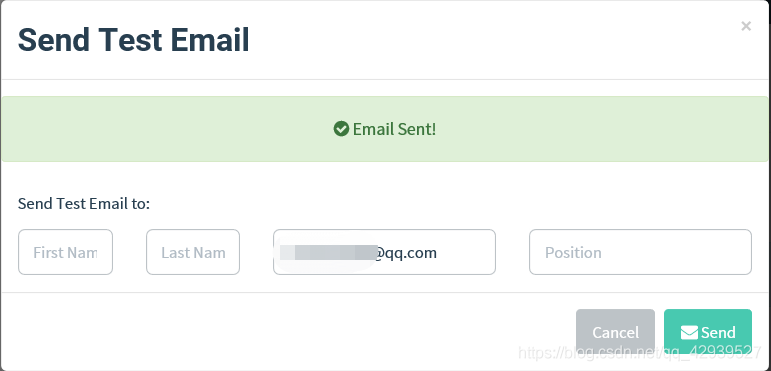 Send Test Email
×
Email Sent!
Send Test Email to:
First Nam
Last Nam
@qq.com
Position
Cancel
Send
https://blog.csdn.net/qq_42939527